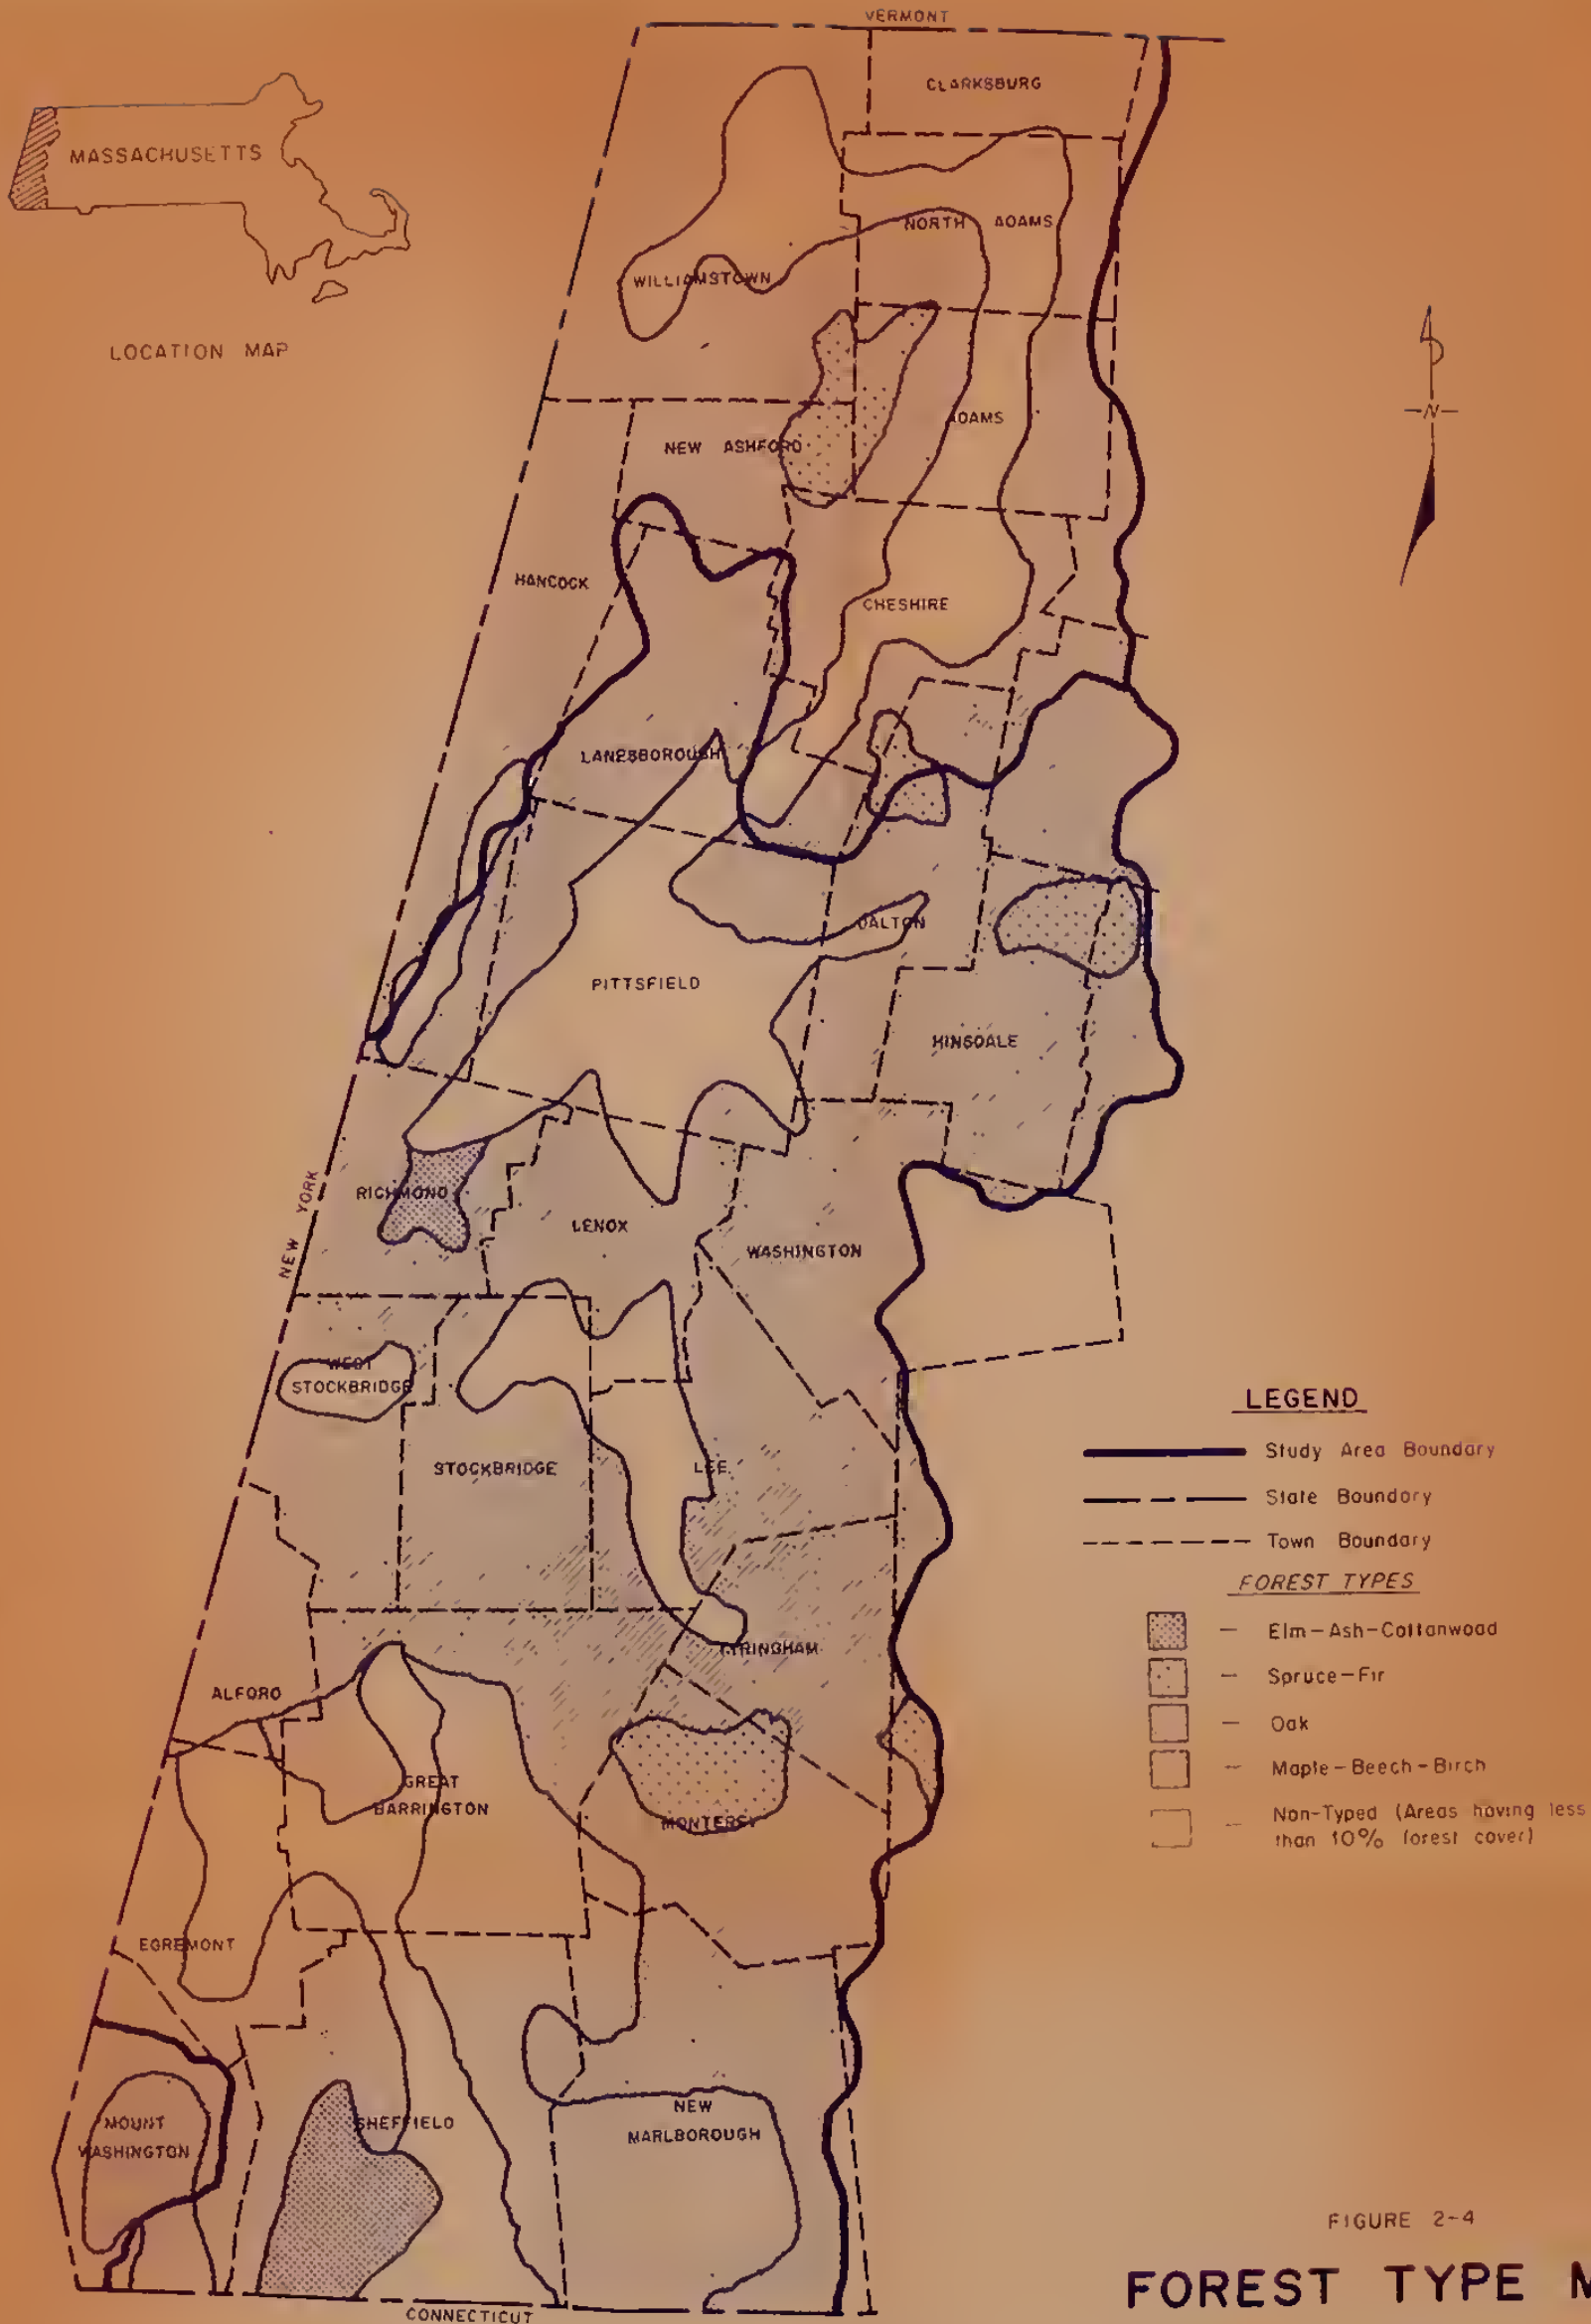 VERMONT
CLARKSBURG
MASSACHUSETTS
NORTH ADAMS
WILLIAMSTOWN
LOCATION MAP
-N-
ADAMS
NEW ASHFORD
HANCOCK
CHESHIRE
LANESBOROUGH
DALTON
PITTSFIELD
HINSDALE
RICHMOND
NEW YORK
LENOX
WASHINGTON
WEST
STOCKBRIDGE
STOCKBRIDGE
LEE
LEGEND
Study Area Boundary
State Boundary
Town Boundary
FOREST TYPES
- Elm-Ash-Cottonwood
- Spruce-Fir
- Oak
- Maple-Beech-Birch
- Non-Typed (Areas having less
than 10% forest cover)
TYRINGHAM
ALFORD
GREAT
BARRINGTON
MONTEREY
EGREMONT
MOUNT
WASHINGTON
SHEFFIELD
NEW
MARLBOROUGH
CONNECTICUT
FIGURE 2-4
FOREST TYPE M